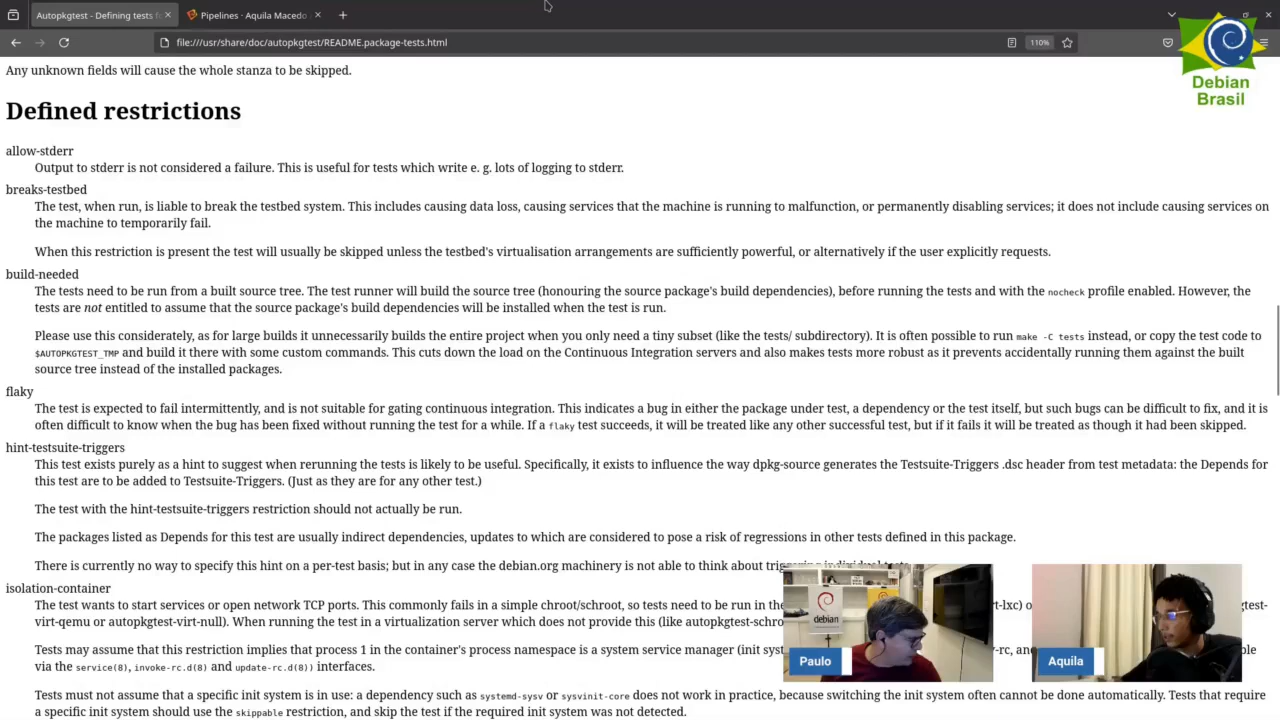 Autopkgtest - Defining tests fo
Pipelines · Aquila Macedo
file:///usr/share/doc/autopkgtest/README.package-tests.html
110%
Debian
Brasil
Any unknown fields will cause the whole stanza to be skipped.
Defined restrictions
allow-stderr
Output to stderr is not considered a failure. This is useful for tests which write e. g. lots of logging to stderr.
breaks-testbed
The test, when run, is liable to break the testbed system. This includes causing data loss, causing services that the machine is running to malfunction, or permanently disabling services; it does not include causing services on
the machine to temporarily fail.
When this restriction is present the test will usually be skipped unless the testbed's virtualisation arrangements are sufficiently powerful, or alternatively if the user explicitly requests.
build-needed
The tests need to be run from a built source tree. The test runner will build the source tree (honouring the source package's build dependencies), before running the tests and with the nocheck profile enabled. However, the
tests are not entitled to assume that the source package's build dependencies will be installed when the test is run.
Please use this considerately, as for large builds it unnecessarily builds the entire project when you only need a tiny subset (like the tests/ subdirectory). It is often possible to run make -C tests instead, or copy the test code to
$AUTOPKGTEST_TMP and build it there with some custom commands. This cuts down the load on the Continuous Integration servers and also makes tests more robust as it prevents accidentally running them against the built
source tree instead of the installed packages.
flaky
The test is expected to fail intermittently, and is not suitable for gating continuous integration. This indicates a bug in either the package under test, a dependency or the test itself, but such bugs can be difficult to fix, and it is
often difficult to know when the bug has been fixed without running the test for a while. If a flaky test succeeds, it will be treated like any other successful test, but if it fails it will be treated as though it had been skipped.
hint-testsuite-triggers
This test exists purely as a hint to suggest when rerunning the tests is likely to be useful. Specifically, it exists to influence the way dpkg-source generates the Testsuite-Triggers .dsc header from test metadata: the Depends for
this test are to be added to Testsuite-Triggers. (Just as they are for any other test.)
The test with the hint-testsuite-triggers restriction should not actually be run.
The packages listed as Depends for this test are usually indirect dependencies, updates to which are considered to pose a risk of regressions in other tests defined in this package.
There is currently no way to specify this hint on a per-test basis; but in any case the debian.org machinery is not able to think about
isolation-container
The test wants to start services or open network TCP ports. This commonly fails in a simple chroot/schroot, so tests need to be run in the
virt-qemu or autopkgtest-virt-null). When running the test in a virtualization server which does not provide this (like autopkgtest-schro
Tests may assume that this restriction implies that process 1 in the container's process namespace is a system service manager (init sys
via the service(8), invoke-rc.d(8) and update-rc.d(8)) interfaces.
Tests must not assume that a specific init system is in use: a dependency such as systemd-sysv or sysvinit-core does not work in practice, because switching the init system often cannot be done automatically. Tests that require
a specific init system should use the skippable restriction, and skip the test if the required init system was not detected.
debian
Paulo
Aquila